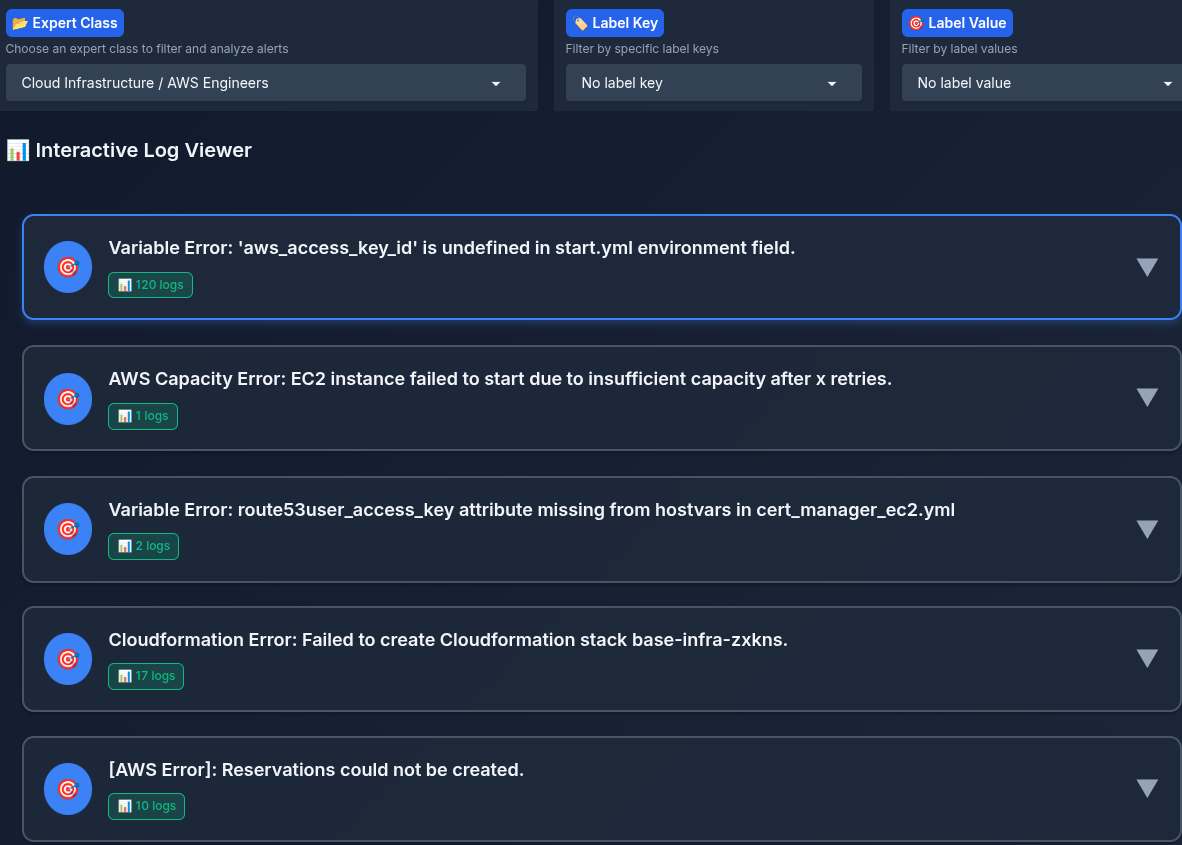 📂 Expert Class
Choose an expert class to filter and analyze alerts
Cloud Infrastructure / AWS Engineers
🏷️ Label Key
Filter by specific label keys
No label key
🎯 Label Value
Filter by label values
No label value
📊 Interactive Log Viewer
Variable Error: 'aws_access_key_id' is undefined in start.yml environment field.
📊 120 logs
AWS Capacity Error: EC2 instance failed to start due to insufficient capacity after x retries.
📊 1 logs
Variable Error: route53user_access_key attribute missing from hostvars in cert_manager_ec2.yml
📊 2 logs
Cloudformation Error: Failed to create Cloudformation stack base-infra-zxkns.
📊 17 logs
[AWS Error]: Reservations could not be created.
📊 10 logs